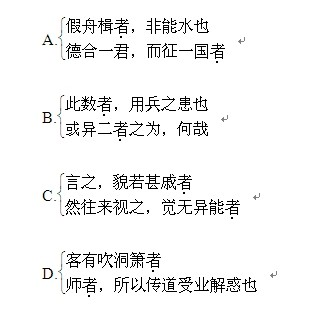 A. 假舟楫者，非能水也
德合一君，而征一国者
B. 此数者，用兵之患也
或异二者之为，何哉
C. 言之，貌若甚戚者
然往来视之，觉无异能者
D. 客有吹洞箫者
师者，所以传道受业解惑也